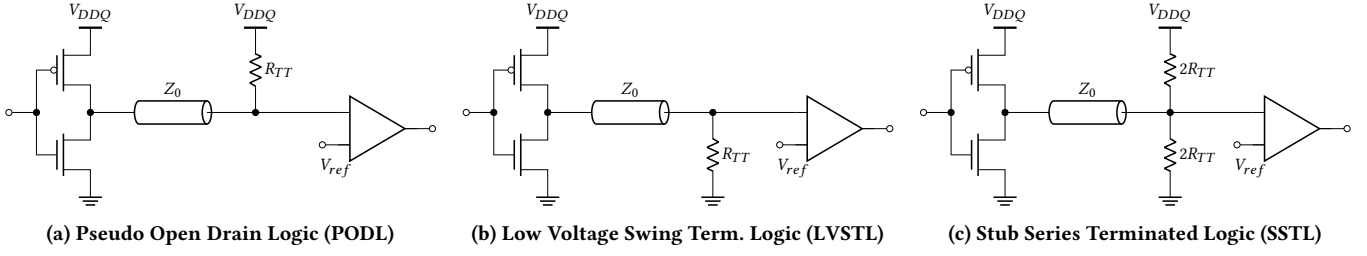 V_DDQ V_DDQ V_DDQ V_DDQ V_DDQ
R_TT 2R_TT
Z_0 Z_0 Z_0
R_TT 2R_TT
V_ref V_ref V_ref
(a) Pseudo Open Drain Logic (PODL) (b) Low Voltage Swing Term. Logic (LVSTL) (c) Stub Series Terminated Logic (SSTL)